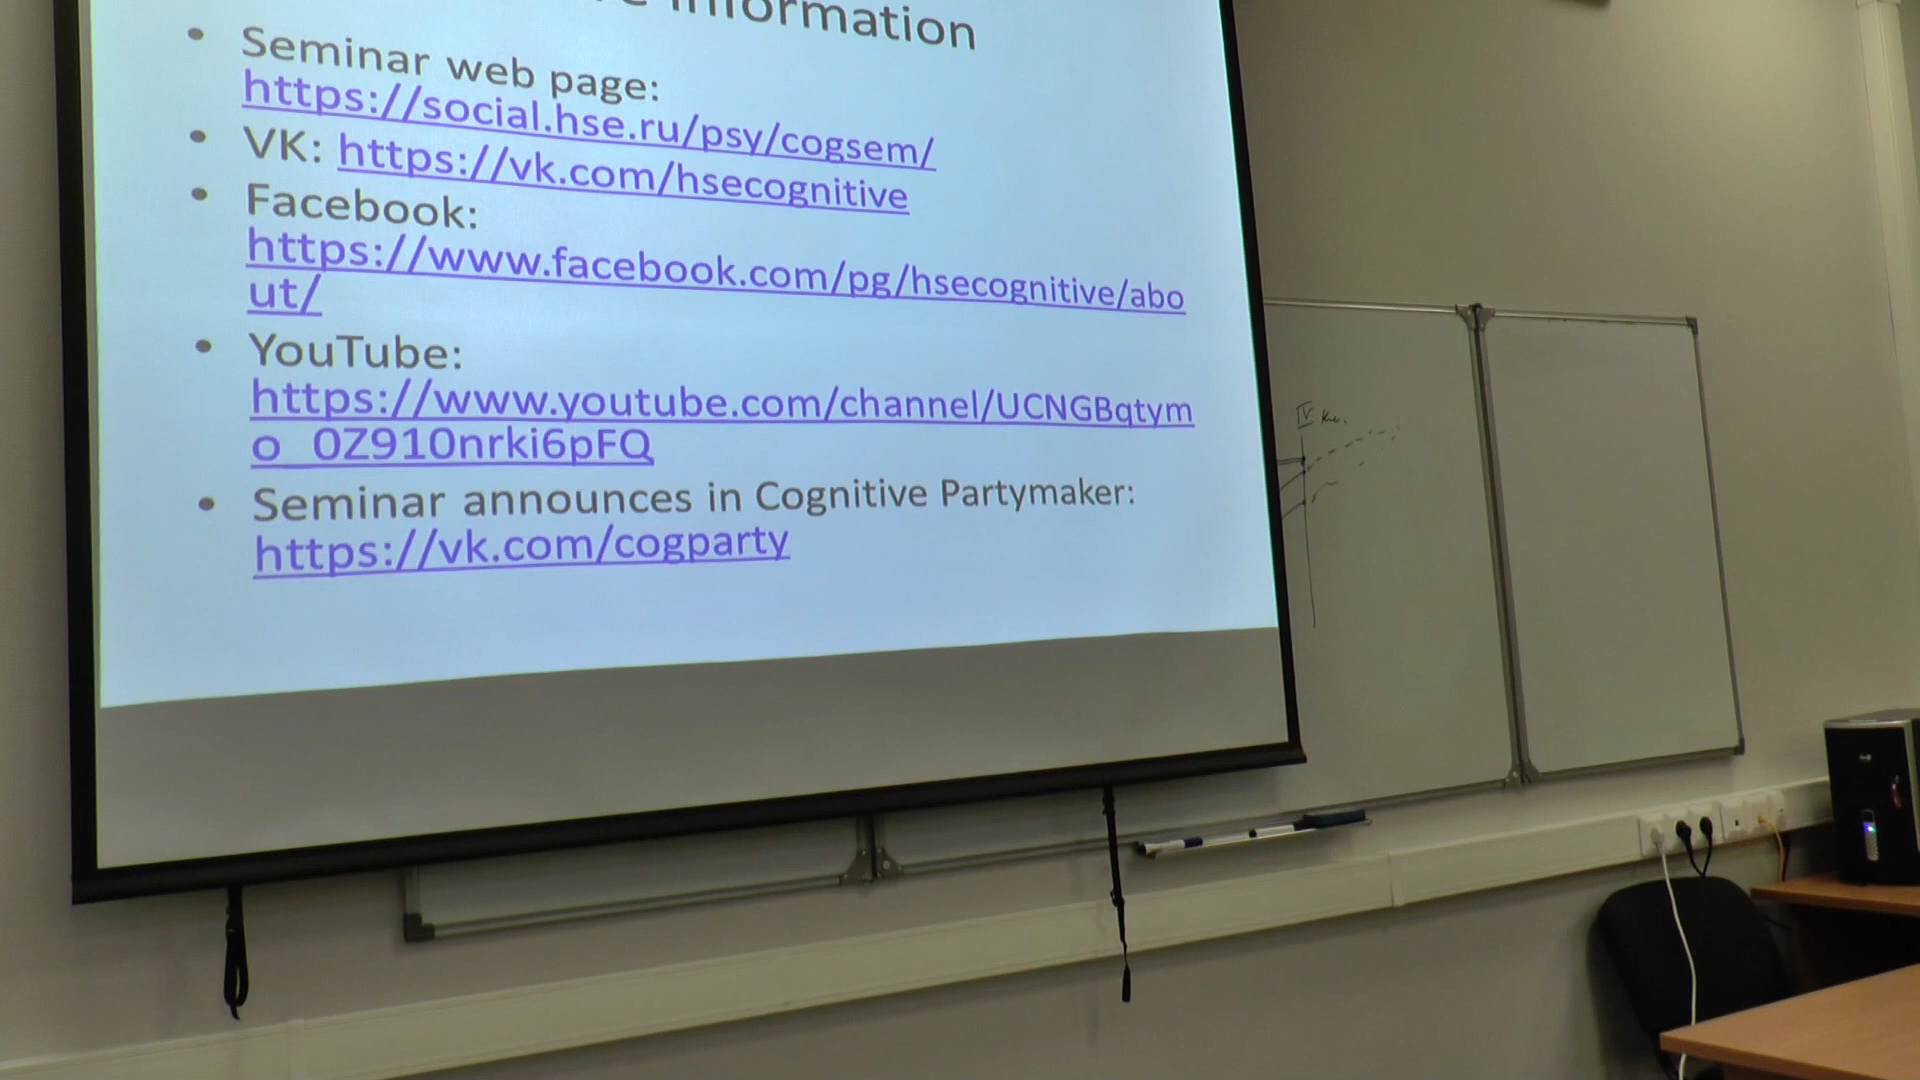 information
• Seminar web page:
https://social.hse.ru/psy/cogsem/
• VK: https://vk.com/hsecognitive
• Facebook:
https://www.facebook.com/pg/hsecognitive/abo
ut/
• YouTube:
https://www.youtube.com/channel/UCNGBqtym
o_0Z910nrki6pFQ
• Seminar announces in Cognitive Partymaker:
https://vk.com/cogparty
IV